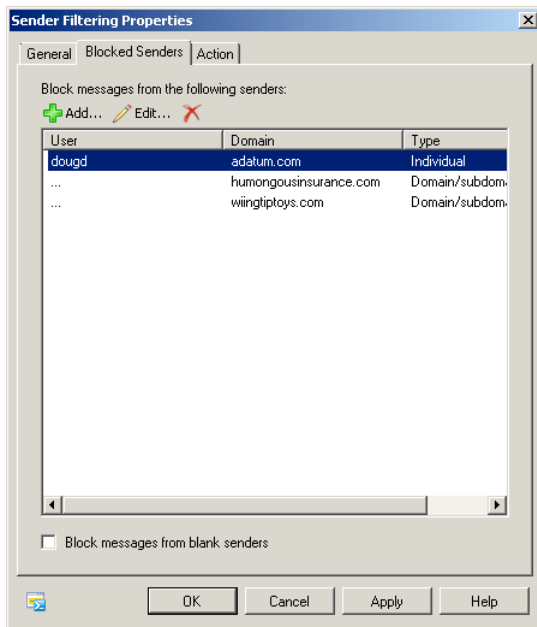 Sender Filtering Properties
General Blocked Senders Action
Block messages from the following senders:
Add... Edit...
User Domain Type
dougd adatum.com Individual
... humongousinsurance.com Domain/subdom
... wiingtiptoys.com Domain/subdom
Block messages from blank senders
OK Cancel Apply Help